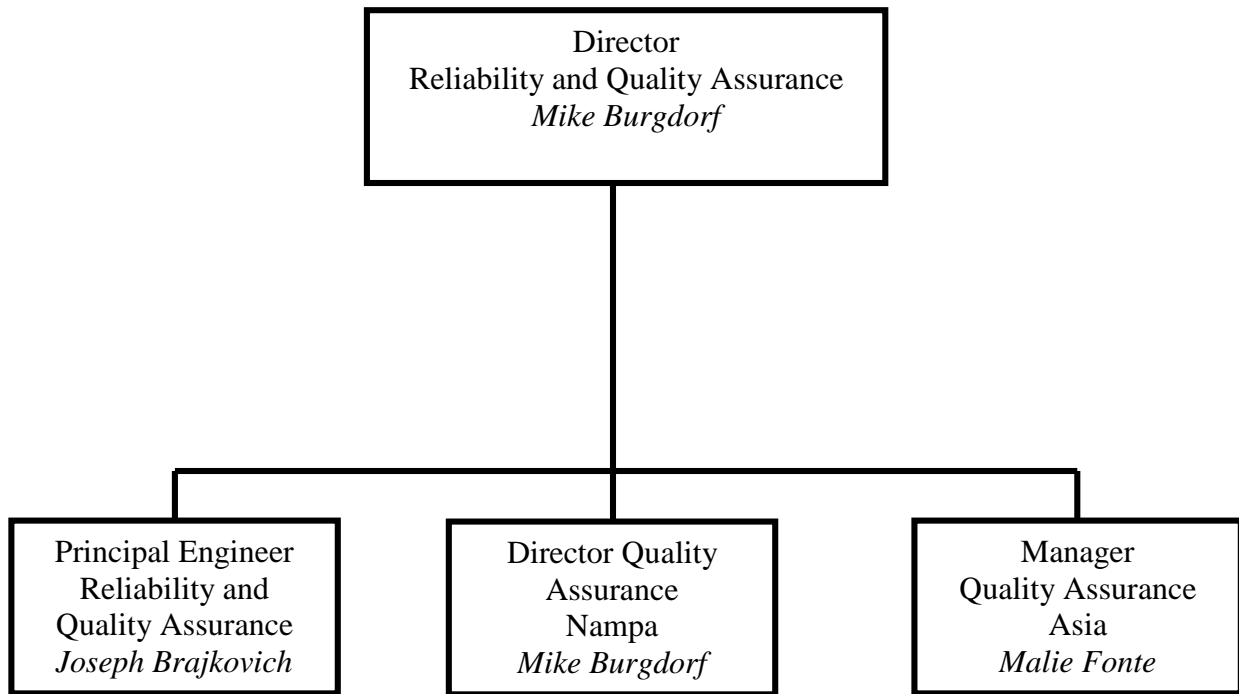 Director
Reliability and Quality Assurance
Mike Burgdorf
Principal Engineer
Reliability and
Quality Assurance
Joseph Brajkovich
Director Quality
Assurance
Nampa
Mike Burgdorf
Manager
Quality Assurance
Asia
Malie Fonte